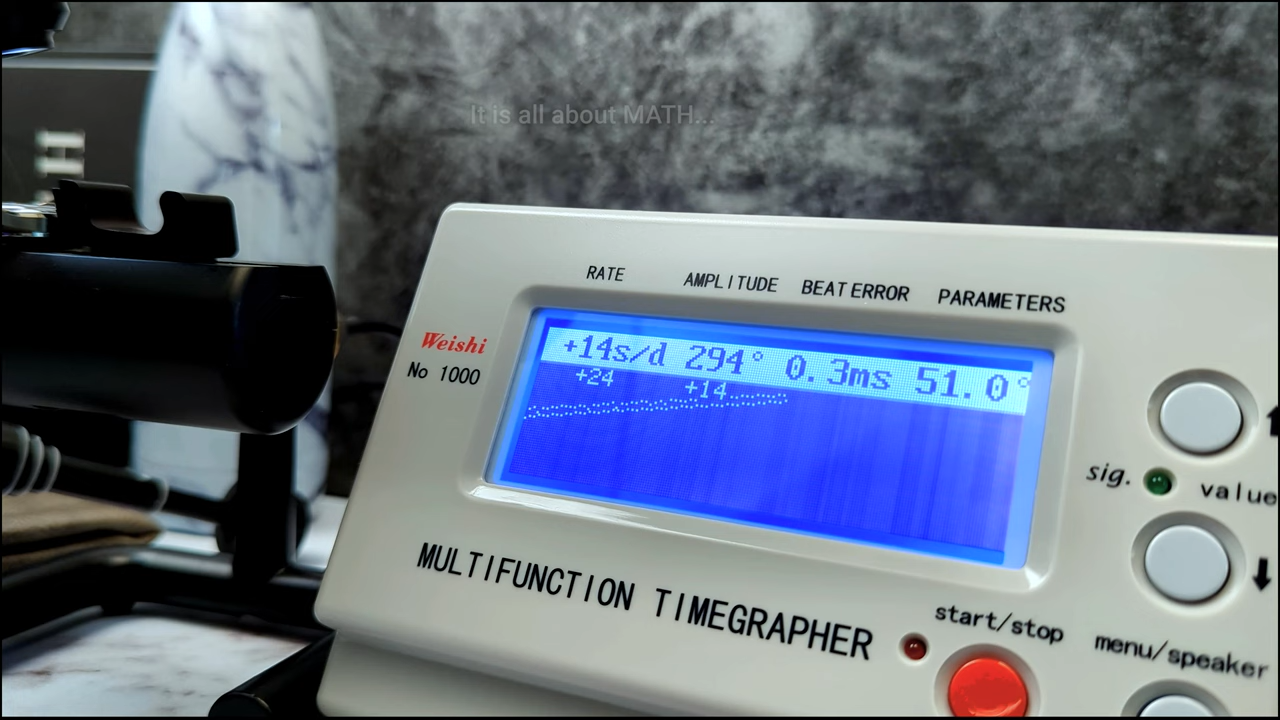 It is all about MATH...
H
RATE AMPLITUDE BEAT ERROR PARAMETERS
Weishi
No 1000
+14s/d 294° 0.3ms 51.0°
+24 +14
sig.
value
MULTIFUNCTION TIMEGRAPHER
start/stop
menu/speaker